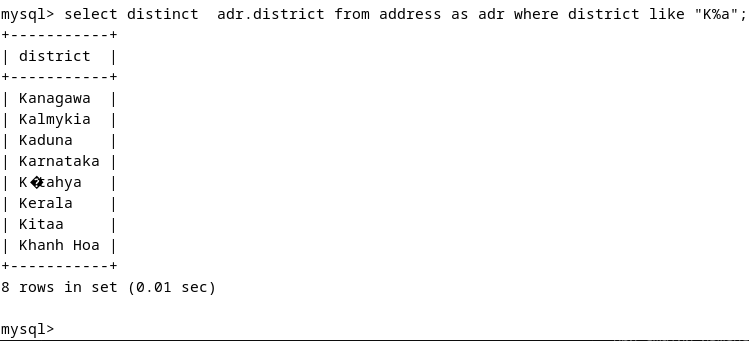 mysql> select distinct  adr.district from address as adr where district like "K%a";
+-----------+
| district  |
+-----------+
| Kanagawa  |
| Kalmykia  |
| Kaduna    |
| Karnataka |
| K�tahya   |
| Kerala    |
| Kitaa     |
| Khanh Hoa |
+-----------+
8 rows in set (0.01 sec)
mysql>